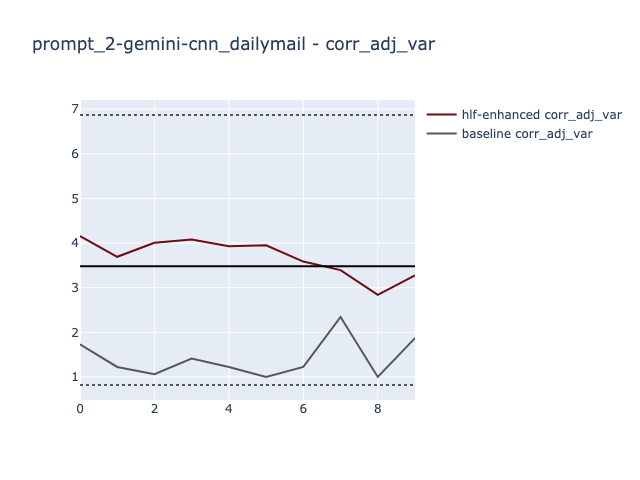 prompt_2-gemini-cnn_dailymail - corr_adj_var
hlf-enhanced corr_adj_var
baseline corr_adj_var
7
6
5
4
3
2
1
0 2 4 6 8